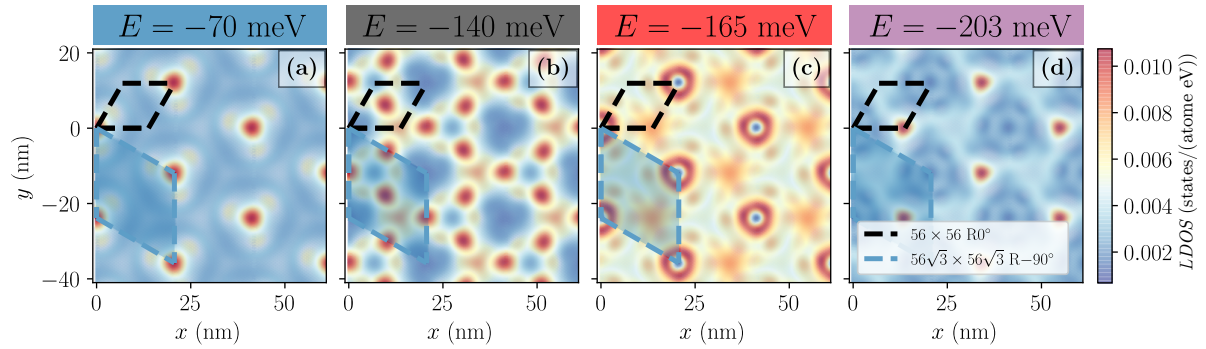 E = −70 meV
E = −140 meV
E = −165 meV
E = −203 meV
(a)
(b)
(c)
(d)
20
0
−20
−40
y (nm)
0
25
50
x (nm)
0
25
50
x (nm)
0
25
50
x (nm)
0
25
50
x (nm)
56 × 56 R0°
56√3 × 56√3 R−90°
0.010
0.008
0.006
0.004
0.002
LDOS (states/(atome eV))